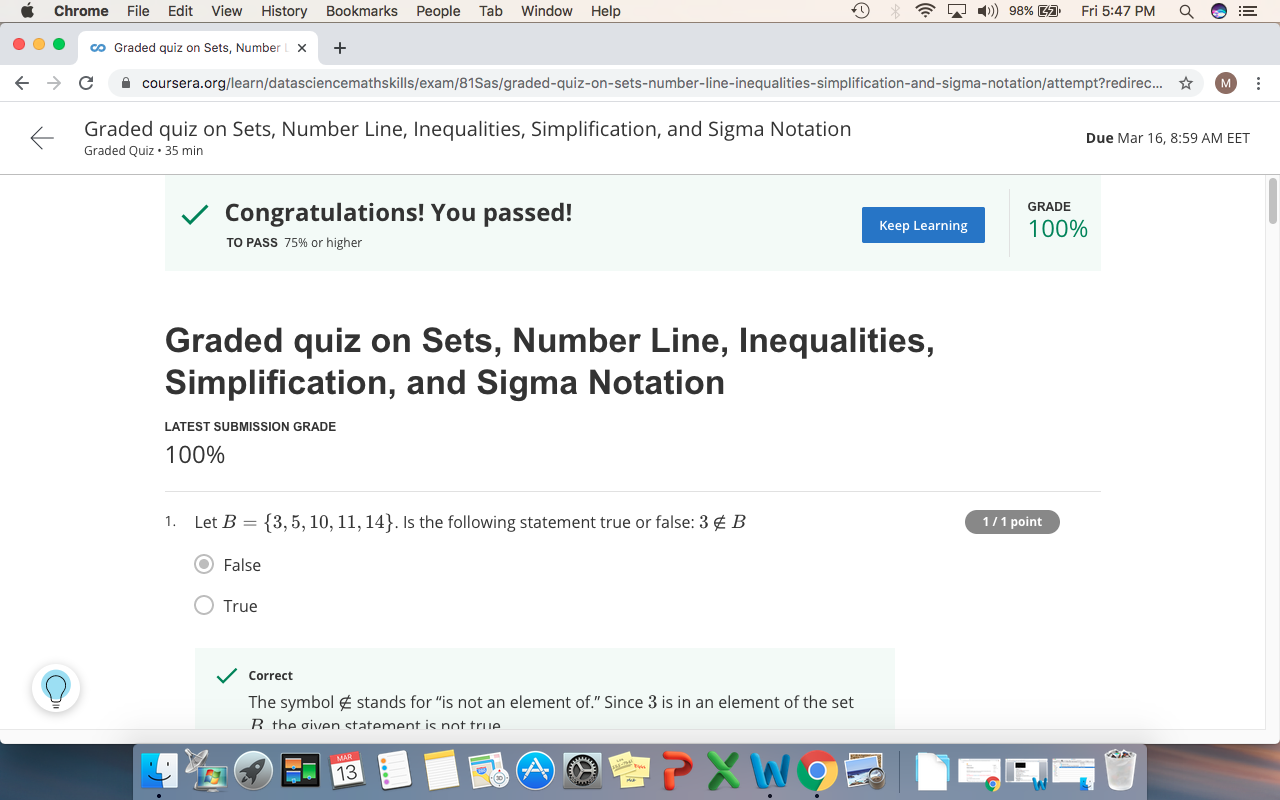 Chrome File Edit View History Bookmarks People Tab Window Help 98% Fri 5:47 PM
Graded quiz on Sets, Number L
coursera.org/learn/datasciencemathskills/exam/81Sas/graded-quiz-on-sets-number-line-inequalities-simplification-and-sigma-notation/attempt?redirec... M
Graded quiz on Sets, Number Line, Inequalities, Simplification, and Sigma Notation
Graded Quiz • 35 min
Due Mar 16, 8:59 AM EET
Congratulations! You passed!
TO PASS 75% or higher
Keep Learning
GRADE
100%
Graded quiz on Sets, Number Line, Inequalities,
Simplification, and Sigma Notation
LATEST SUBMISSION GRADE
100%
1. Let B = {3, 5, 10, 11, 14}. Is the following statement true or false: 3 ∉ B
1 / 1 point
False
True
Correct
The symbol ∉ stands for “is not an element of.” Since 3 is in an element of the set
B, the given statement is not true
MAR
13